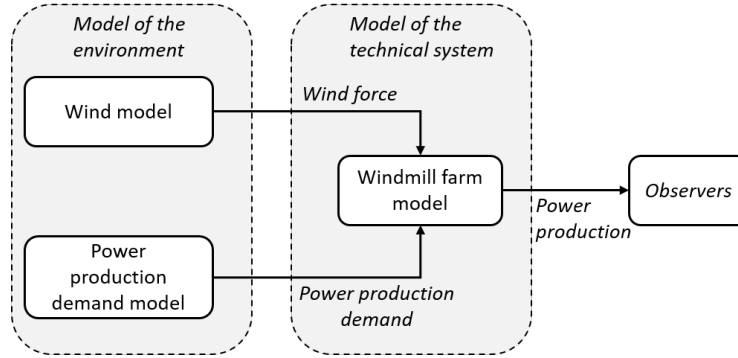 Model of the
environment
Model of the
technical system
Wind model
Wind force
Windmill farm
model
Observers
Power
production
Power
production
demand model
Power production
demand